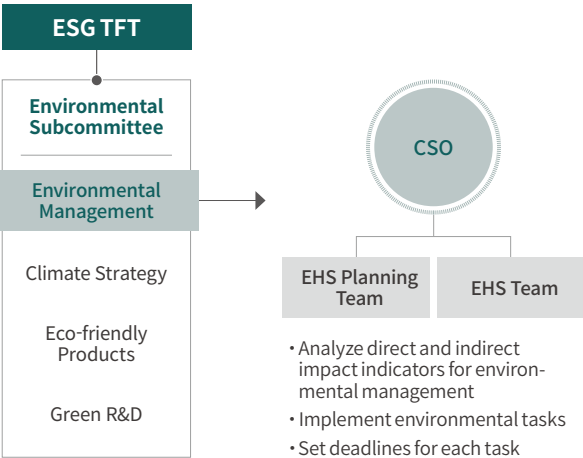 ESG TFT
Environmental
Subcommittee
Environmental
Management
Climate Strategy
Eco-friendly
Products
Green R&D
CSO
EHS Planning
Team
EHS Team
• Analyze direct and indirect
impact indicators for environ-
mental management
• Implement environmental tasks
• Set deadlines for each task